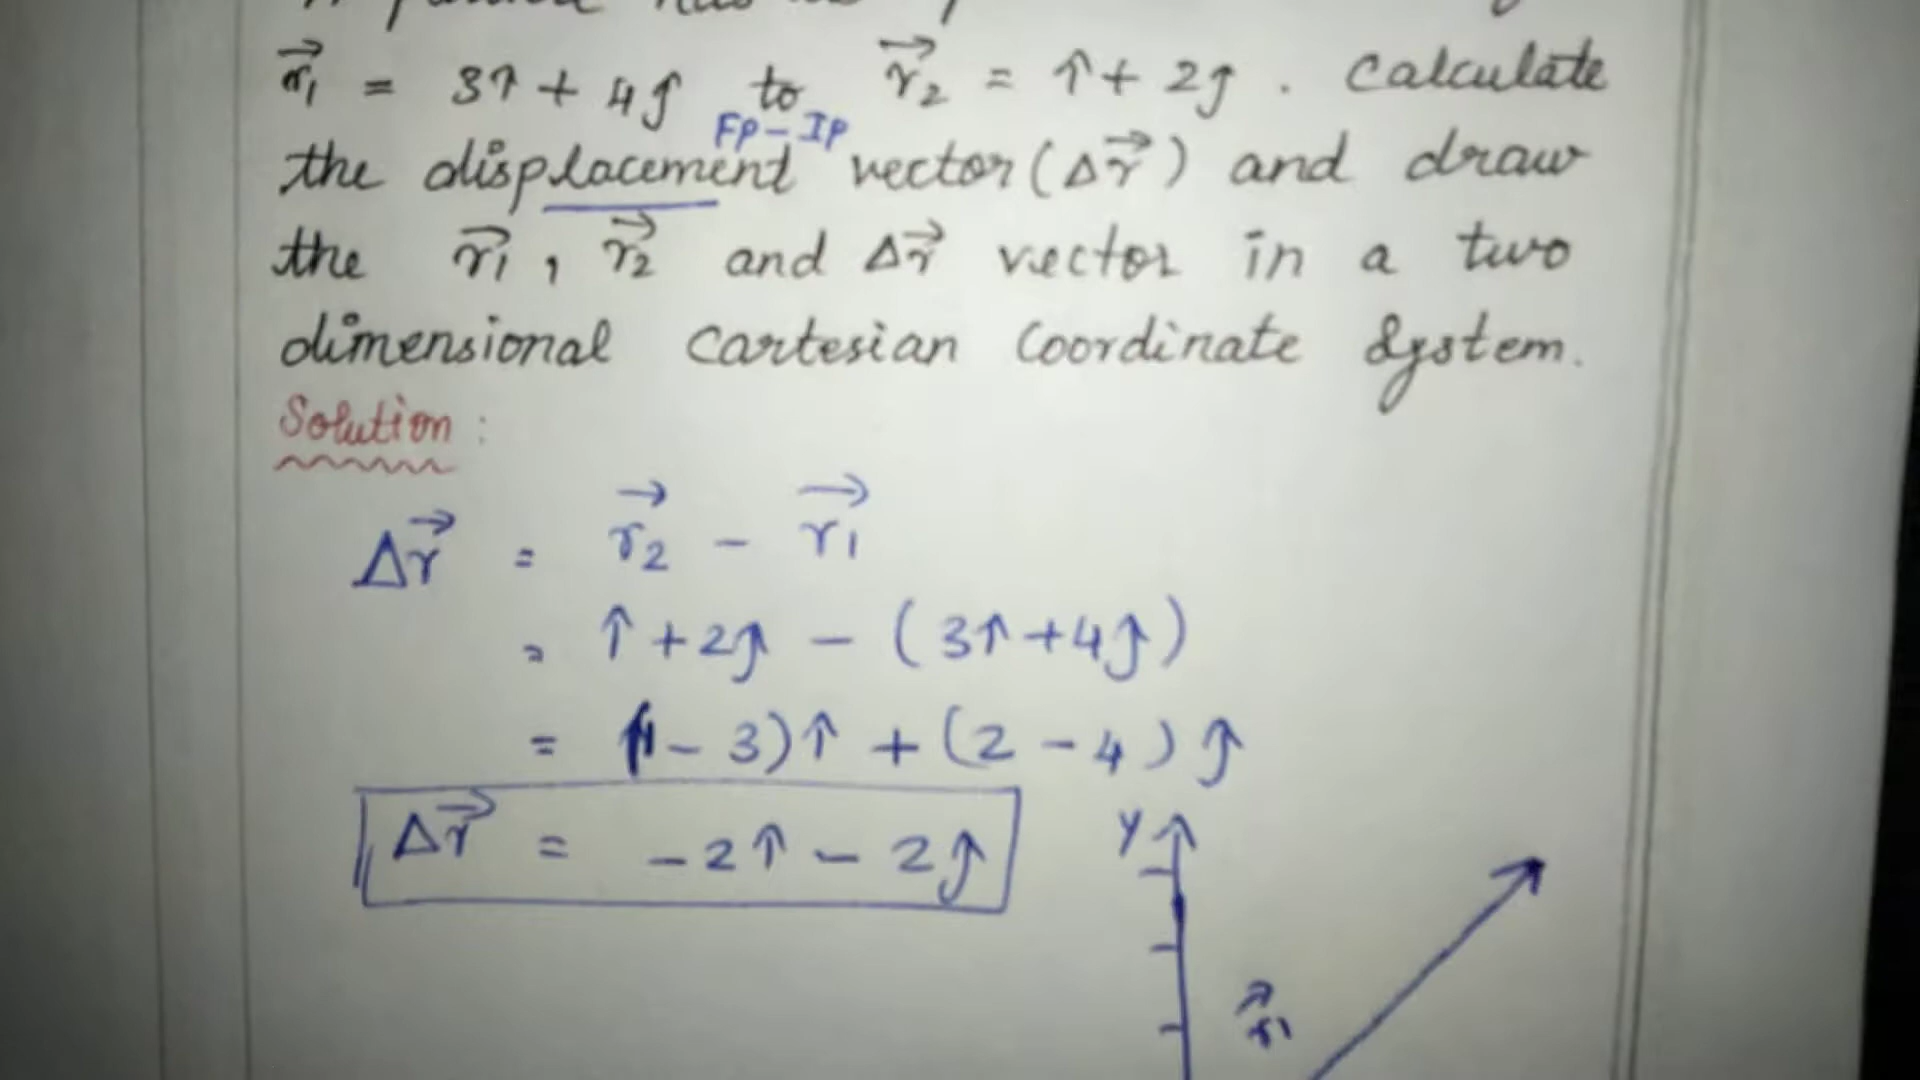 r⃗₁ = 3î + 4ĵ to r⃗₂ = î + 2ĵ . Calculate
FP - IP
the displacement vector (Δr⃗) and draw
the r⃗₁ , r⃗₂ and Δr⃗ vector in a two
dimensional Cartesian Coordinate System.
Solution :
Δr⃗ = r⃗₂ - r⃗₁
= î + 2ĵ - (3î + 4ĵ)
= (1 - 3)î + (2 - 4)ĵ
Δr⃗ = -2î - 2ĵ
Y
r⃗₁